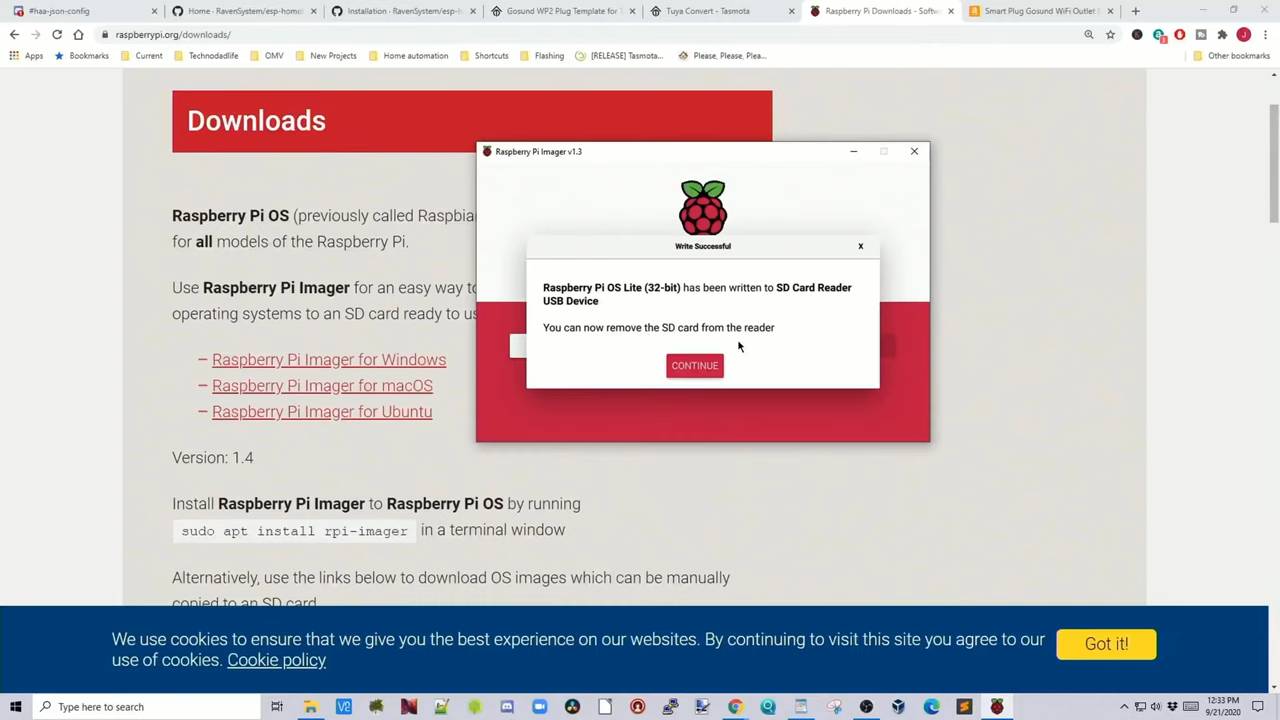 #haa-json-config
Home · RavenSystem/esp-home
Installation · RavenSystem/esp-h
Gosund WP2 Plug Template for T
Tuya Convert - Tasmota
Raspberry Pi Downloads - Softw
Smart Plug Gosund WiFi Outlet E
raspberrypi.org/downloads/
Apps
Bookmarks
Current
Technodadlife
OMV
New Projects
Home automation
Shortcuts
Flashing
[RELEASE] Tasmota...
Please, Please, Plea...
Other bookmarks
Downloads
Raspberry Pi Imager v1.3
Raspberry Pi OS (previously called Raspbian
for all models of the Raspberry Pi.
Write Successful
X
Raspberry Pi OS Lite (32-bit) has been written to SD Card Reader
USB Device
You can now remove the SD card from the reader
CONTINUE
Use Raspberry Pi Imager for an easy way to
operating systems to an SD card ready to us
– Raspberry Pi Imager for Windows
– Raspberry Pi Imager for macOS
– Raspberry Pi Imager for Ubuntu
Version: 1.4
Install Raspberry Pi Imager to Raspberry Pi OS by running
sudo apt install rpi-imager in a terminal window
Alternatively, use the links below to download OS images which can be manually
copied to an SD card
We use cookies to ensure that we give you the best experience on our websites. By continuing to visit this site you agree to our
use of cookies. Cookie policy
Got it!
Type here to search
12:33 PM
9/21/2020